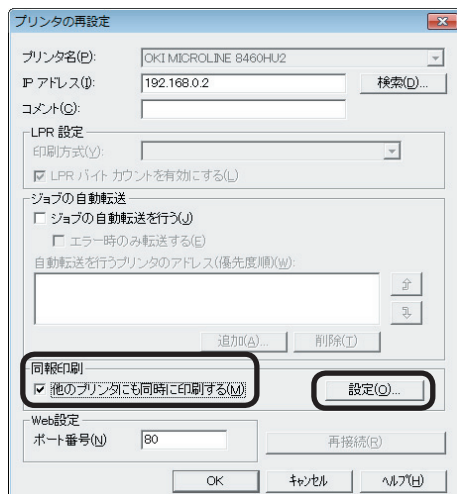 プリンタの再設定
プリンタ名(P): OKI MICROLINE 8460HU2
IP アドレス(I): 192.168.0.2 検索(D)...
コメント(C):
LPR 設定
印刷方式(Y):
LPR バイト カウントを有効にする(L)
ジョブの自動転送
ジョブの自動転送を行う(J)
エラー時のみ転送する(E)
自動転送を行うプリンタのアドレス(優先度順)(W):
追加(A)... 削除(T)
同報印刷
他のプリンタにも同時に印刷する(M) 設定(O)...
Web設定
ポート番号(N) 80 再接続(R)
OK キャンセル ヘルプ(H)